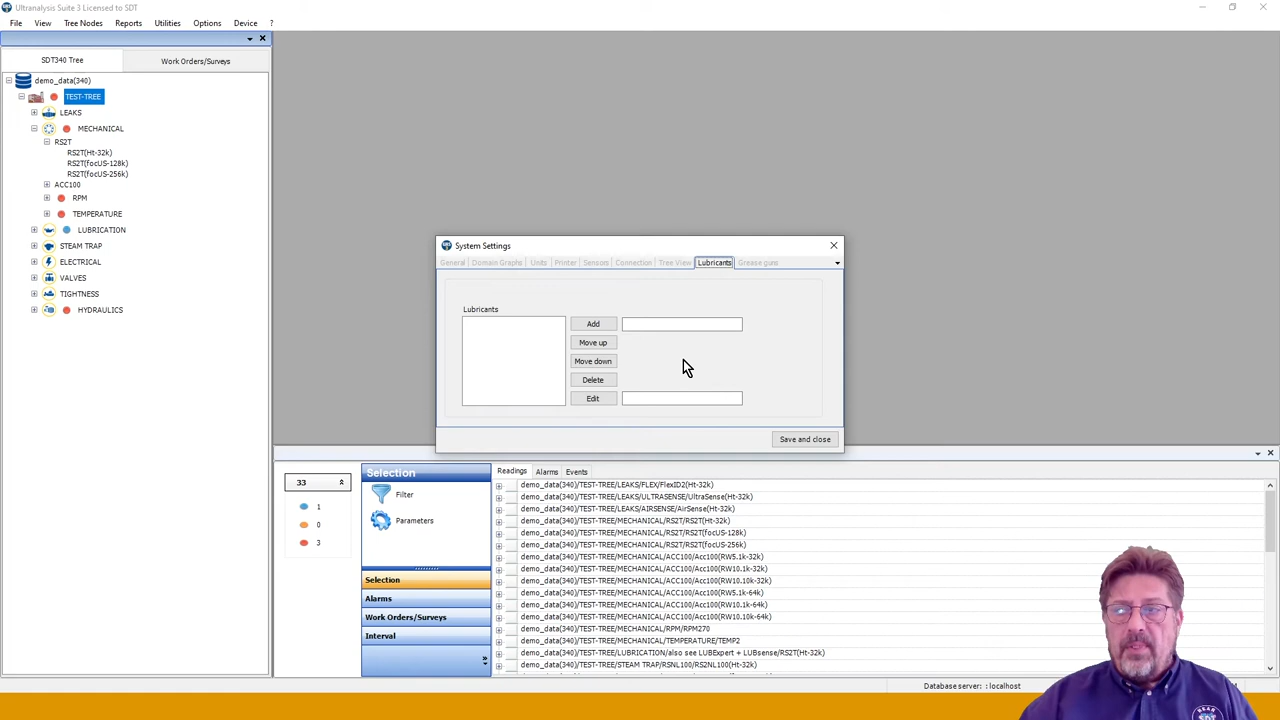 Ultranalysis Suite 3 Licensed to SDT
File View Tree Nodes Reports Utilities Options Device ?
SDT340 Tree
Work Orders/Surveys
demo_data(340)
TEST-TREE
LEAKS
MECHANICAL
RS2T
RS2T(Ht-32k)
RS2T(focUS-128k)
RS2T(focUS-256k)
ACC100
RPM
TEMPERATURE
LUBRICATION
STEAM TRAP
ELECTRICAL
VALVES
TIGHTNESS
HYDRAULICS
System Settings
General Domain Graphs Units Printer Sensors Connection Tree View Lubricants Grease guns
Lubricants
Add
Move up
Move down
Delete
Edit
Save and close
33
1
0
3
Selection
Filter
Parameters
Selection
Alarms
Work Orders/Surveys
Interval
Readings Alarms Events
demo_data(340)/TEST-TREE/LEAKS/FLEX/FlexID2(Ht-32k)
demo_data(340)/TEST-TREE/LEAKS/ULTRASENSE/UltraSense(Ht-32k)
demo_data(340)/TEST-TREE/LEAKS/AIRSENSE/AirSense(Ht-32k)
demo_data(340)/TEST-TREE/MECHANICAL/RS2T/RS2T(Ht-32k)
demo_data(340)/TEST-TREE/MECHANICAL/RS2T/RS2T(focUS-128k)
demo_data(340)/TEST-TREE/MECHANICAL/RS2T/RS2T(focUS-256k)
demo_data(340)/TEST-TREE/MECHANICAL/ACC100/Acc100(RW5.1k-32k)
demo_data(340)/TEST-TREE/MECHANICAL/ACC100/Acc100(RW10.1k-32k)
demo_data(340)/TEST-TREE/MECHANICAL/ACC100/Acc100(RW10.10k-32k)
demo_data(340)/TEST-TREE/MECHANICAL/ACC100/Acc100(RW5.1k-64k)
demo_data(340)/TEST-TREE/MECHANICAL/ACC100/Acc100(RW10.1k-64k)
demo_data(340)/TEST-TREE/MECHANICAL/ACC100/Acc100(RW10.10k-64k)
demo_data(340)/TEST-TREE/MECHANICAL/RPM/RPM270
demo_data(340)/TEST-TREE/MECHANICAL/TEMPERATURE/TEMP2
demo_data(340)/TEST-TREE/LUBRICATION/also see LUBExpert + LUBsense/RS2T(Ht-32k)
demo_data(340)/TEST-TREE/STEAM TRAP/RSNL100/RS2NL100(Ht-32k)
Database server: : localhost
SDT